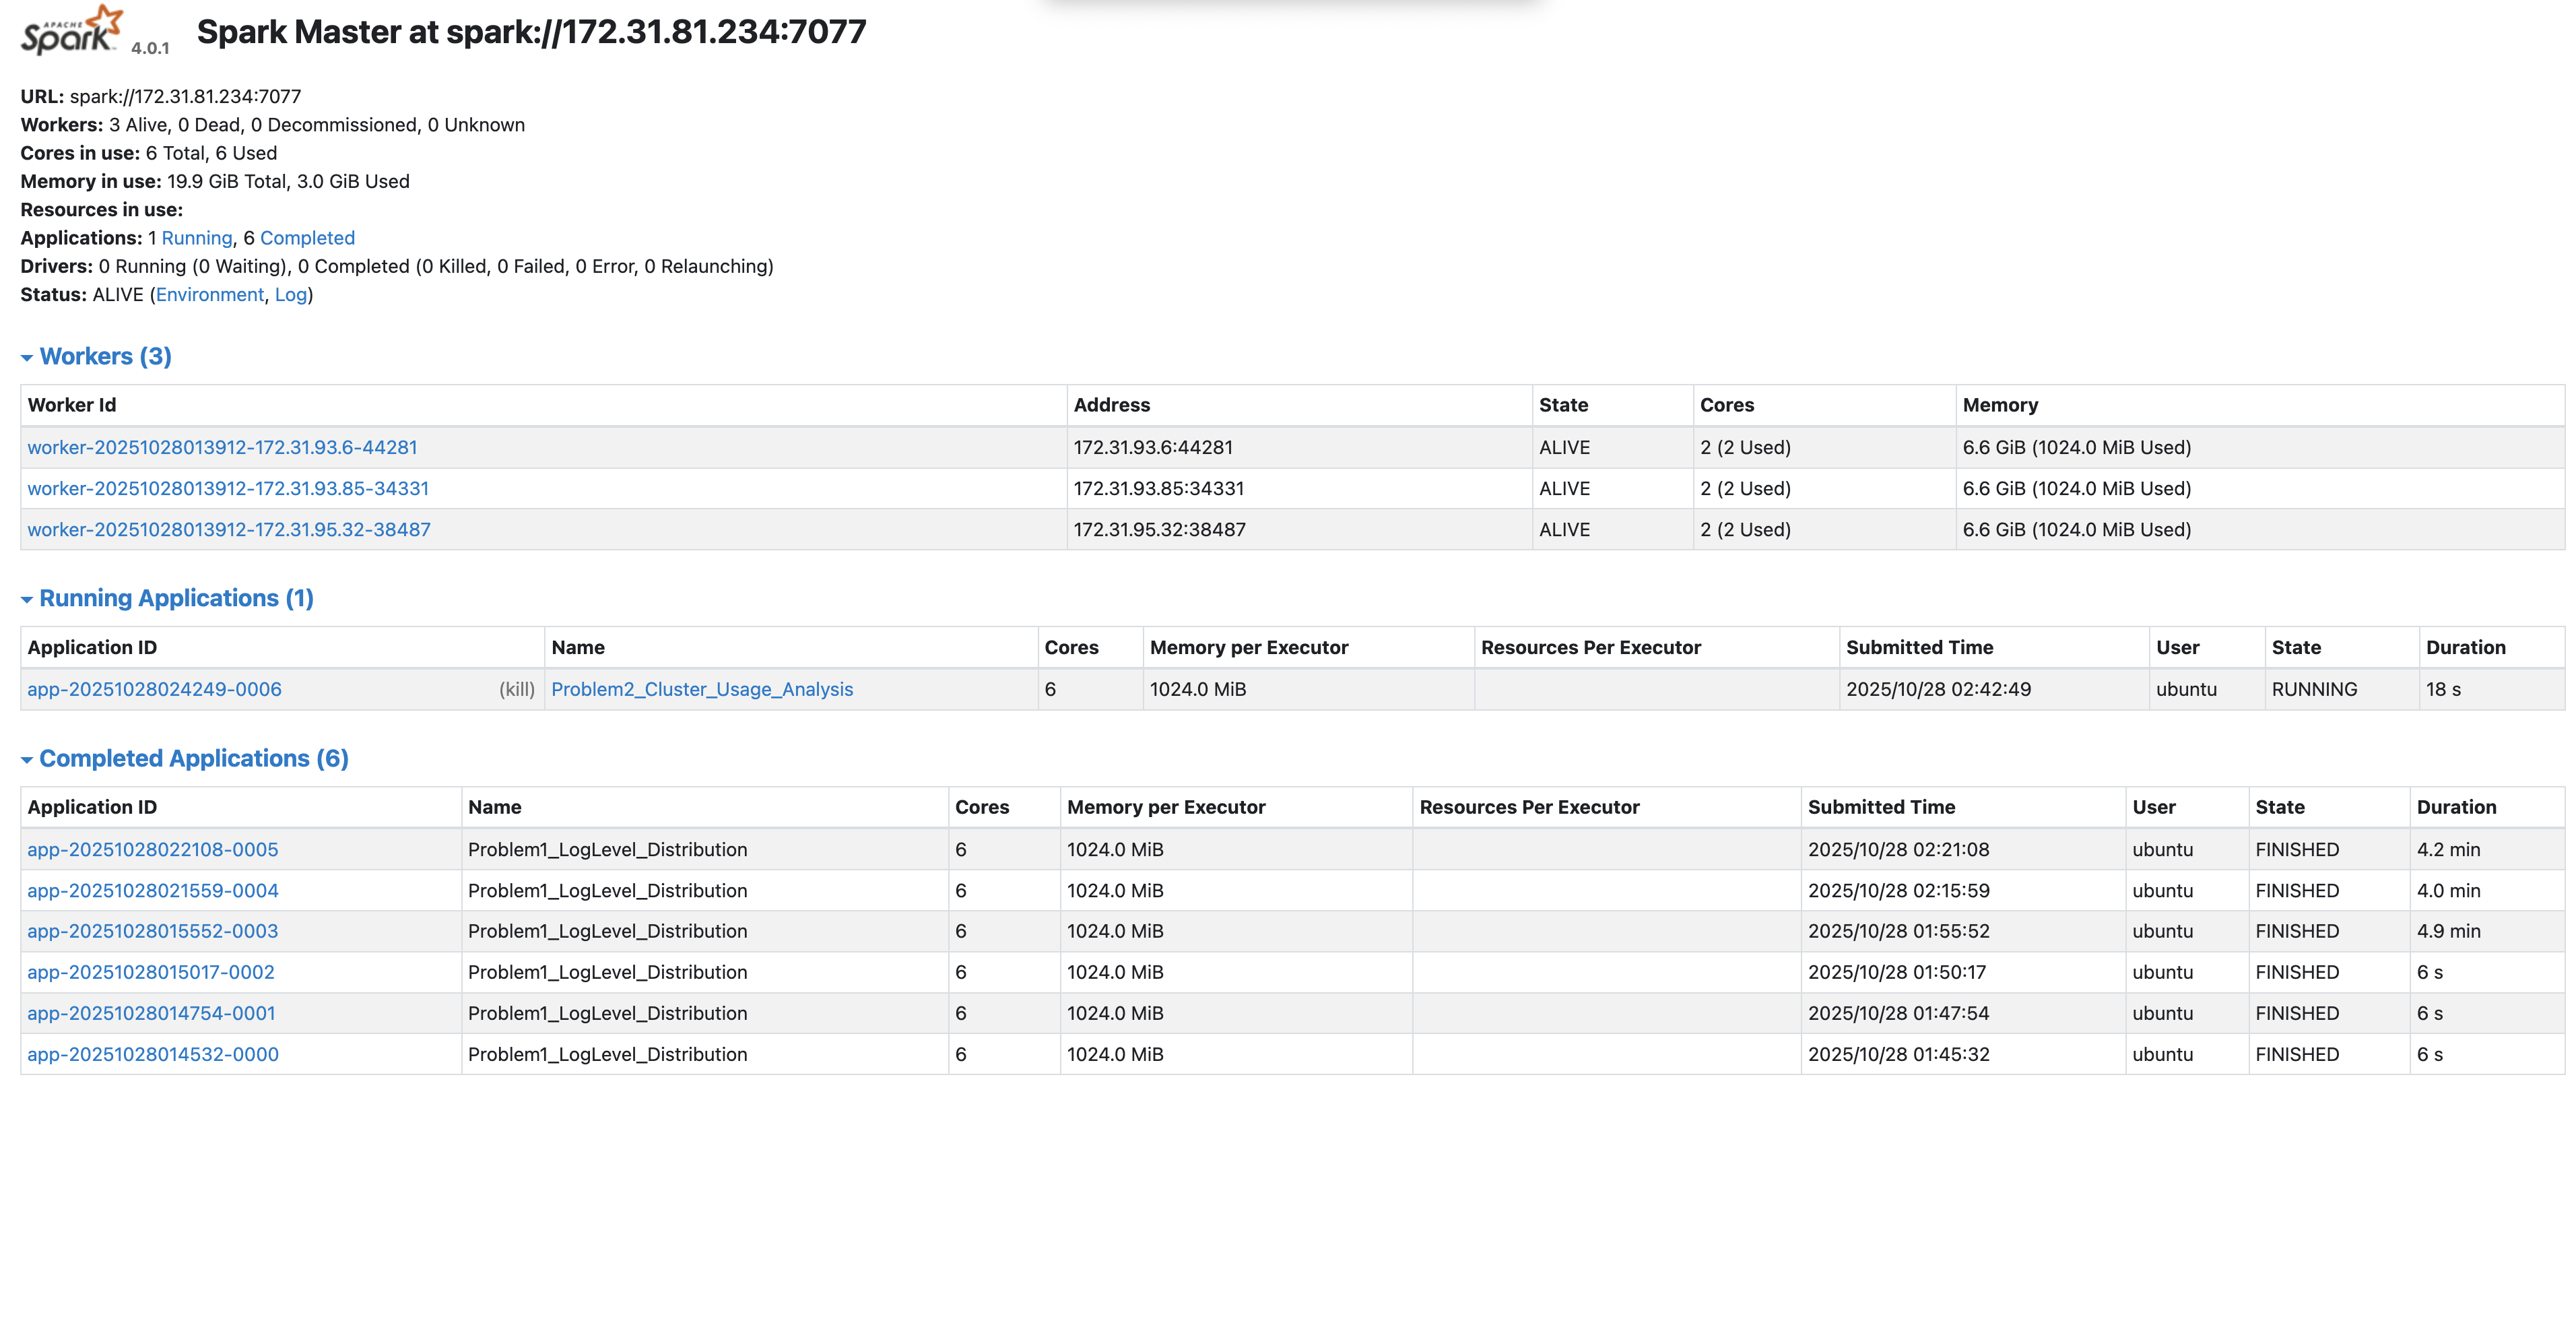 APACHE
Spark 4.0.1 Spark Master at spark://172.31.81.234:7077
URL: spark://172.31.81.234:7077
Workers: 3 Alive, 0 Dead, 0 Decommissioned, 0 Unknown
Cores in use: 6 Total, 6 Used
Memory in use: 19.9 GiB Total, 3.0 GiB Used
Resources in use:
Applications: 1 Running, 6 Completed
Drivers: 0 Running (0 Waiting), 0 Completed (0 Killed, 0 Failed, 0 Error, 0 Relaunching)
Status: ALIVE (Environment, Log)
Workers (3)
Worker Id Address State Cores Memory
worker-20251028013912-172.31.93.6-44281 172.31.93.6:44281 ALIVE 2 (2 Used) 6.6 GiB (1024.0 MiB Used)
worker-20251028013912-172.31.93.85-34331 172.31.93.85:34331 ALIVE 2 (2 Used) 6.6 GiB (1024.0 MiB Used)
worker-20251028013912-172.31.95.32-38487 172.31.95.32:38487 ALIVE 2 (2 Used) 6.6 GiB (1024.0 MiB Used)
Running Applications (1)
Application ID Name Cores Memory per Executor Resources Per Executor Submitted Time User State Duration
app-20251028024249-0006 (kill) Problem2_Cluster_Usage_Analysis 6 1024.0 MiB 2025/10/28 02:42:49 ubuntu RUNNING 18 s
Completed Applications (6)
Application ID Name Cores Memory per Executor Resources Per Executor Submitted Time User State Duration
app-20251028022108-0005 Problem1_LogLevel_Distribution 6 1024.0 MiB 2025/10/28 02:21:08 ubuntu FINISHED 4.2 min
app-20251028021559-0004 Problem1_LogLevel_Distribution 6 1024.0 MiB 2025/10/28 02:15:59 ubuntu FINISHED 4.0 min
app-20251028015552-0003 Problem1_LogLevel_Distribution 6 1024.0 MiB 2025/10/28 01:55:52 ubuntu FINISHED 4.9 min
app-20251028015017-0002 Problem1_LogLevel_Distribution 6 1024.0 MiB 2025/10/28 01:50:17 ubuntu FINISHED 6 s
app-20251028014754-0001 Problem1_LogLevel_Distribution 6 1024.0 MiB 2025/10/28 01:47:54 ubuntu FINISHED 6 s
app-20251028014532-0000 Problem1_LogLevel_Distribution 6 1024.0 MiB 2025/10/28 01:45:32 ubuntu FINISHED 6 s